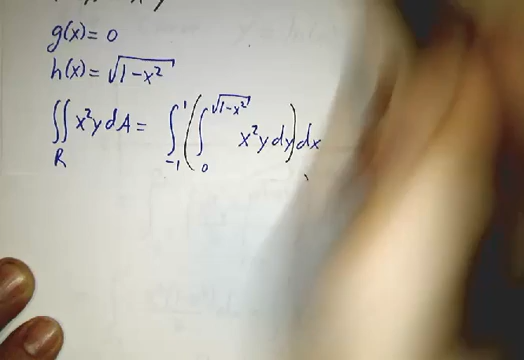 g(x) = 0
h(x) = √1-x²
∬_R x²y dA = ∫_{-1}^{1} (∫_0^{√1-x²} x²y dy) dx